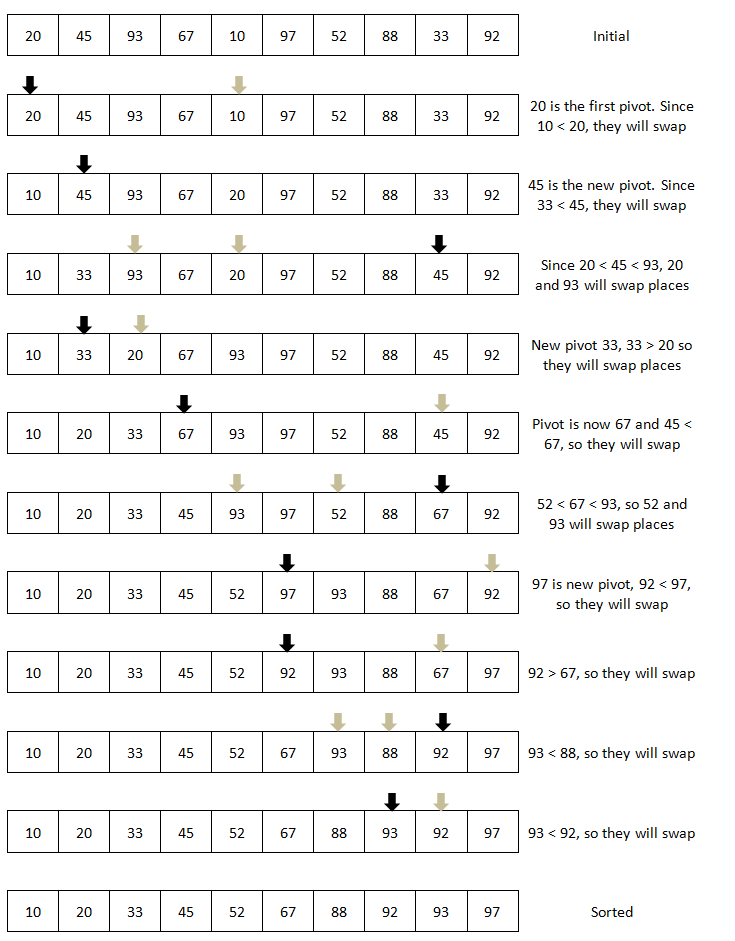 20 45 93 67 10 97 52 88 33 92
Initial
20 45 93 67 10 97 52 88 33 92
20 is the first pivot. Since
10 < 20, they will swap
10 45 93 67 20 97 52 88 33 92
45 is the new pivot. Since
33 < 45, they will swap
10 33 93 67 20 97 52 88 45 92
Since 20 < 45 < 93, 20
and 93 will swap places
10 33 20 67 93 97 52 88 45 92
New pivot 33, 33 > 20 so
they will swap places
10 20 33 67 93 97 52 88 45 92
Pivot is now 67 and 45 <
67, so they will swap
10 20 33 45 93 97 52 88 67 92
52 < 67 < 93, so 52 and
93 will swap places
10 20 33 45 52 97 93 88 67 92
97 is new pivot, 92 < 97,
so they will swap
10 20 33 45 52 92 93 88 67 97
92 > 67, so they will swap
10 20 33 45 52 67 93 88 92 97
93 < 88, so they will swap
10 20 33 45 52 67 88 93 92 97
93 < 92, so they will swap
10 20 33 45 52 67 88 92 93 97
Sorted